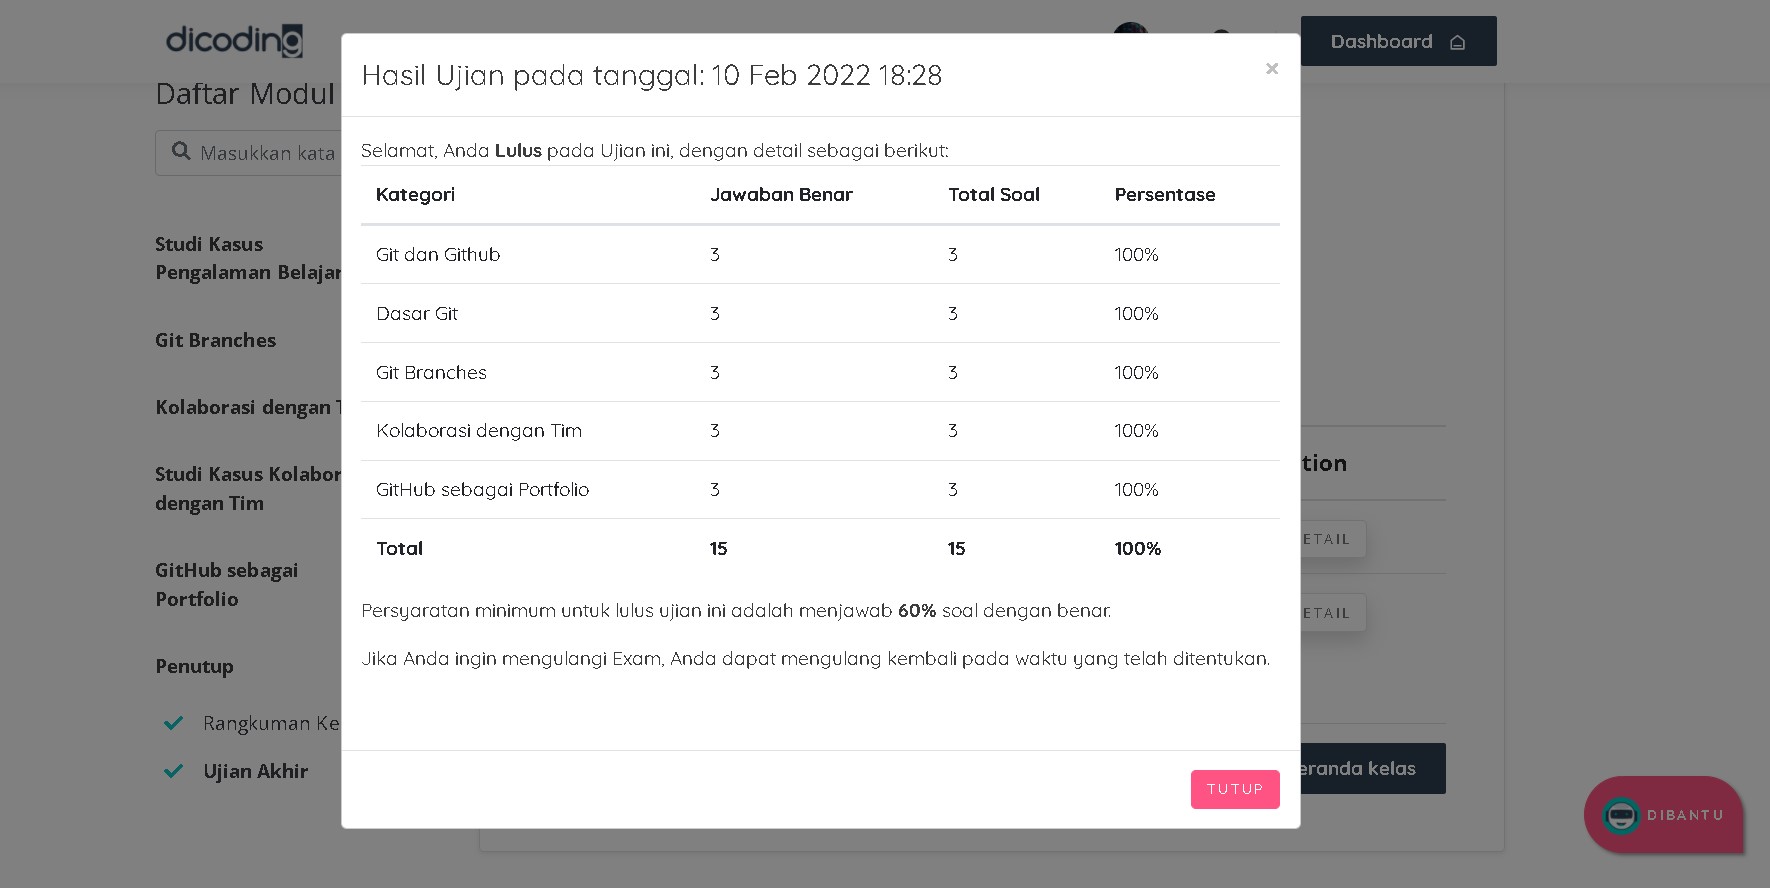 dicoding
Dashboard
Daftar Modul
Masukkan kata
Studi Kasus
Pengalaman Belajar
Git Branches
Kolaborasi dengan T
Studi Kasus Kolabor
dengan Tim
GitHub sebagai
Portfolio
Penutup
Rangkuman Ke
Ujian Akhir
Hasil Ujian pada tanggal: 10 Feb 2022 18:28
×
Selamat, Anda Lulus pada Ujian ini, dengan detail sebagai berikut:
Kategori Jawaban Benar Total Soal Persentase
Git dan Github 3 3 100%
Dasar Git 3 3 100%
Git Branches 3 3 100%
Kolaborasi dengan Tim 3 3 100%
GitHub sebagai Portfolio 3 3 100%
Total 15 15 100%
Persyaratan minimum untuk lulus ujian ini adalah menjawab 60% soal dengan benar.
Jika Anda ingin mengulangi Exam, Anda dapat mengulang kembali pada waktu yang telah ditentukan.
TUTUP
tion
ETAIL
ETAIL
eranda kelas
DIBANTU